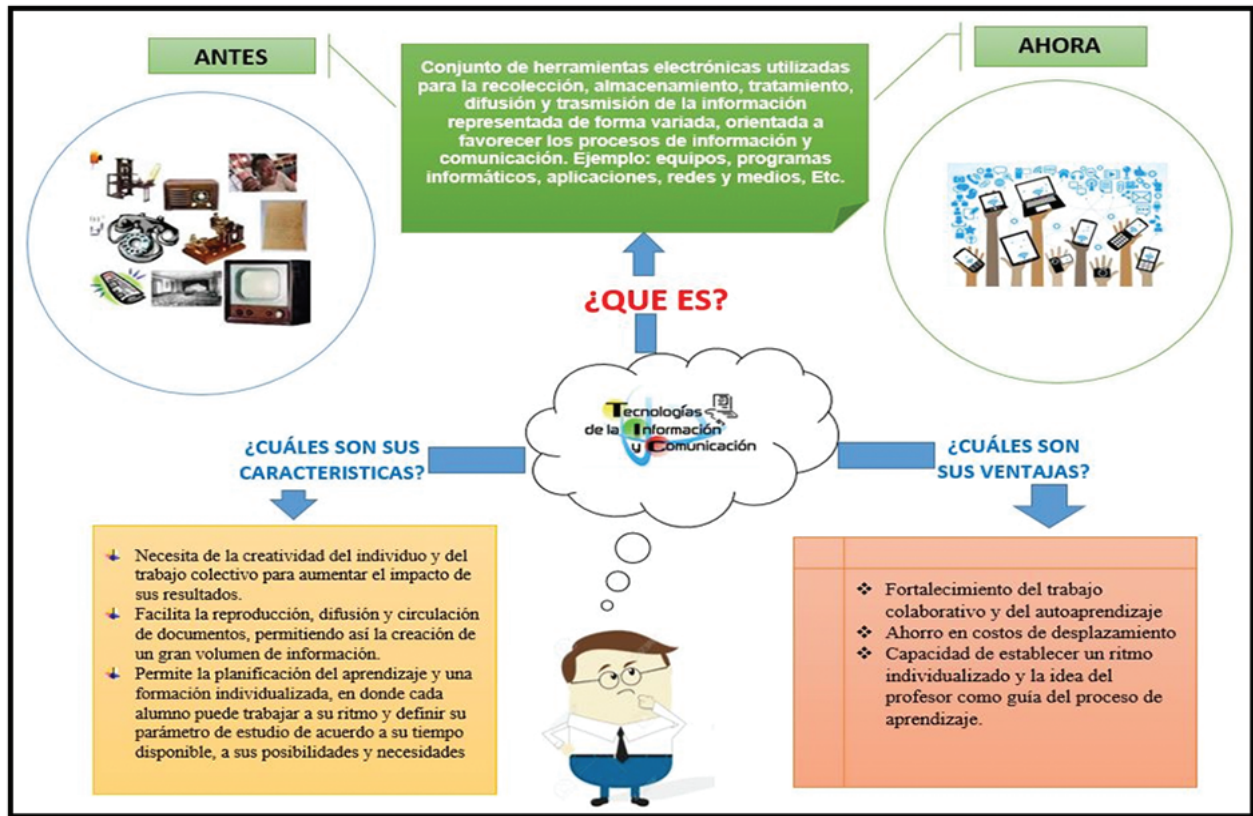 ANTES
AHORA
Conjunto de herramientas electrónicas utilizadas
para la recolección, almacenamiento, tratamiento,
difusión y trasmisión de la información
representada de forma variada, orientada a
favorecer los procesos de información y
comunicación. Ejemplo: equipos, programas
informáticos, aplicaciones, redes y medios, Etc.
¿QUE ES?
Tecnologías
de la Información
y Comunicación
¿CUÁLES SON SUS
CARACTERISTICAS?
¿CUÁLES SON
SUS VENTAJAS?
Necesita de la creatividad del individuo y del
trabajo colectivo para aumentar el impacto de
sus resultados.
Facilita la reproducción, difusión y circulación
de documentos, permitiendo así la creación de
un gran volumen de información.
Permite la planificación del aprendizaje y una
formación individualizada, en donde cada
alumno puede trabajar a su ritmo y definir su
parámetro de estudio de acuerdo a su tiempo
disponible, a sus posibilidades y necesidades
Fortalecimiento del trabajo
colaborativo y del autoaprendizaje
Ahorro en costos de desplazamiento
Capacidad de establecer un ritmo
individualizado y la idea del
profesor como guía del proceso de
aprendizaje.